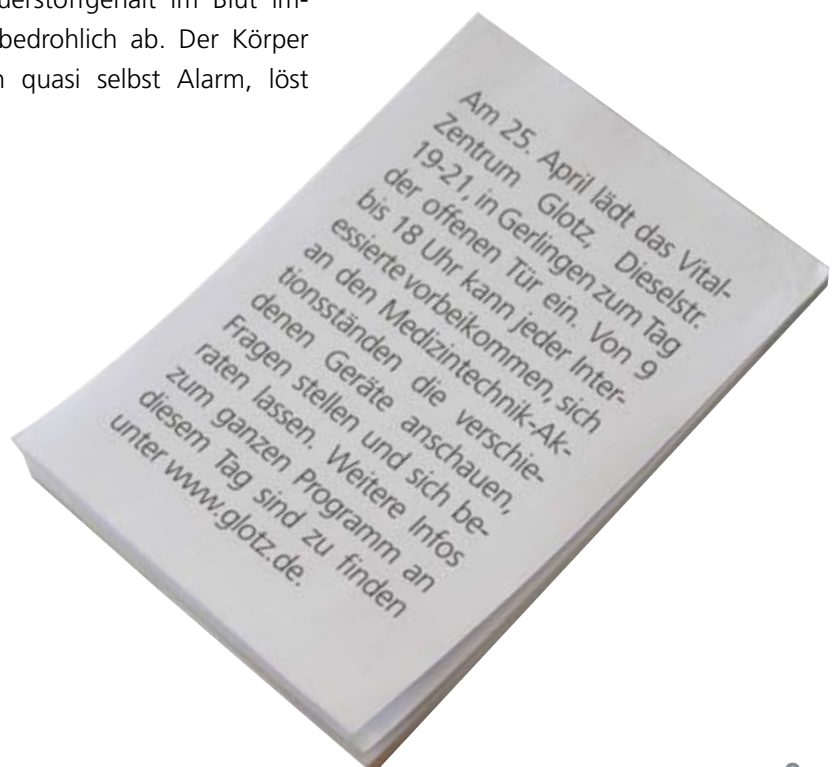 im Blut im-
bedrohlich ab. Der Körper
quasi selbst Alarm, löst
Am 25. April lädt das Vital-
Zentrum Glotz, Dieselstr.
19-21, in Gerlingen zum Tag
der offenen Tür ein. Von 9
bis 18 Uhr kann jeder Inter-
essierte vorbeikommen, sich
an den Medizintechnik-Ak-
tionsständen die verschie-
denen Geräte anschauen,
Fragen stellen und sich be-
raten lassen. Weitere Infos
zum ganzen Programm an
diesem Tag sind zu finden
unter www.glotz.de.